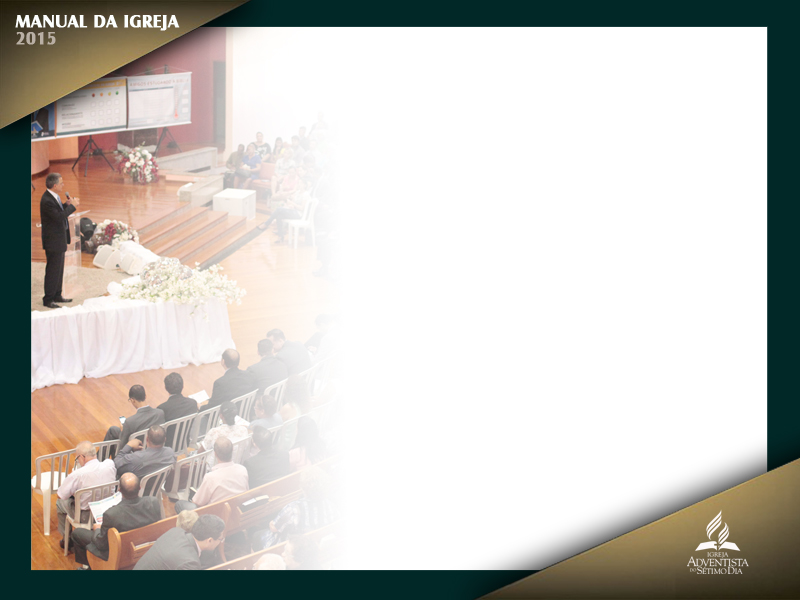 MANUAL DA IGREJA
2015
IGREJA
ADVENTISTA
DO SÉTIMO DIA